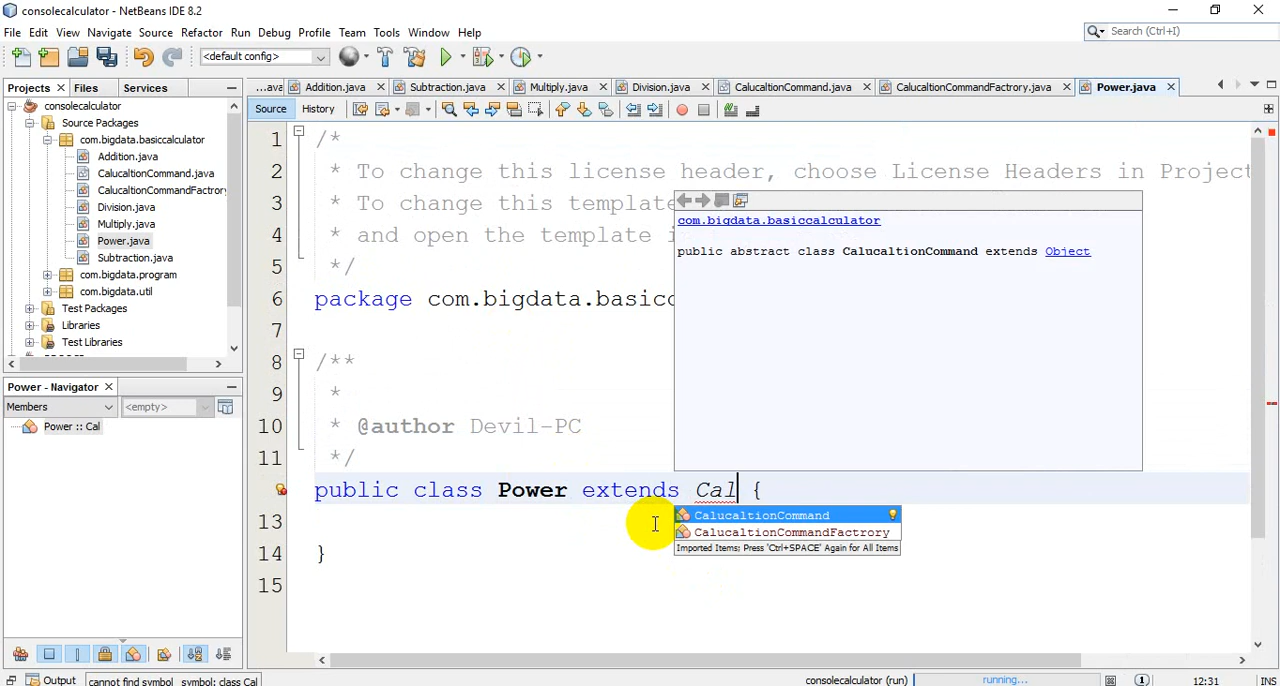 consolecalculator - NetBeans IDE 8.2
File Edit View Navigate Source Refactor Run Debug Profile Team Tools Window Help
Search (Ctrl+I)
<default config>
Projects Files Services
...ava Addition.java Subtraction.java Multiply.java Division.java CalucaltionCommand.java CalucaltionCommandFactrory.java Power.java
Source History
consolecalculator
Source Packages
com.bigdata.basiccalculator
Addition.java
CalucaltionCommand.java
CalucaltionCommandFactrory
Division.java
Multiply.java
Power.java
Subtraction.java
com.bigdata.program
com.bigdata.util
Test Packages
Libraries
Test Libraries
Power - Navigator
Members <empty>
Power :: Cal
1 /*
2 * To change this license header, choose License Headers in Project
3 * To change this template
4 * and open the template i
5 */
6 package com.bigdata.basicc
7
8 /**
9 *
10 * @author Devil-PC
11 */
public class Power extends Cal {
13
14 }
15
com.bigdata.basiccalculator
public abstract class CalucaltionCommand extends Object
CalucaltionCommand
CalucaltionCommandFactrory
Imported Items; Press 'Ctrl+SPACE' Again for All Items
Output cannot find symbol symbol: class Cal consolecalculator (run) running... 1 12:31 INS